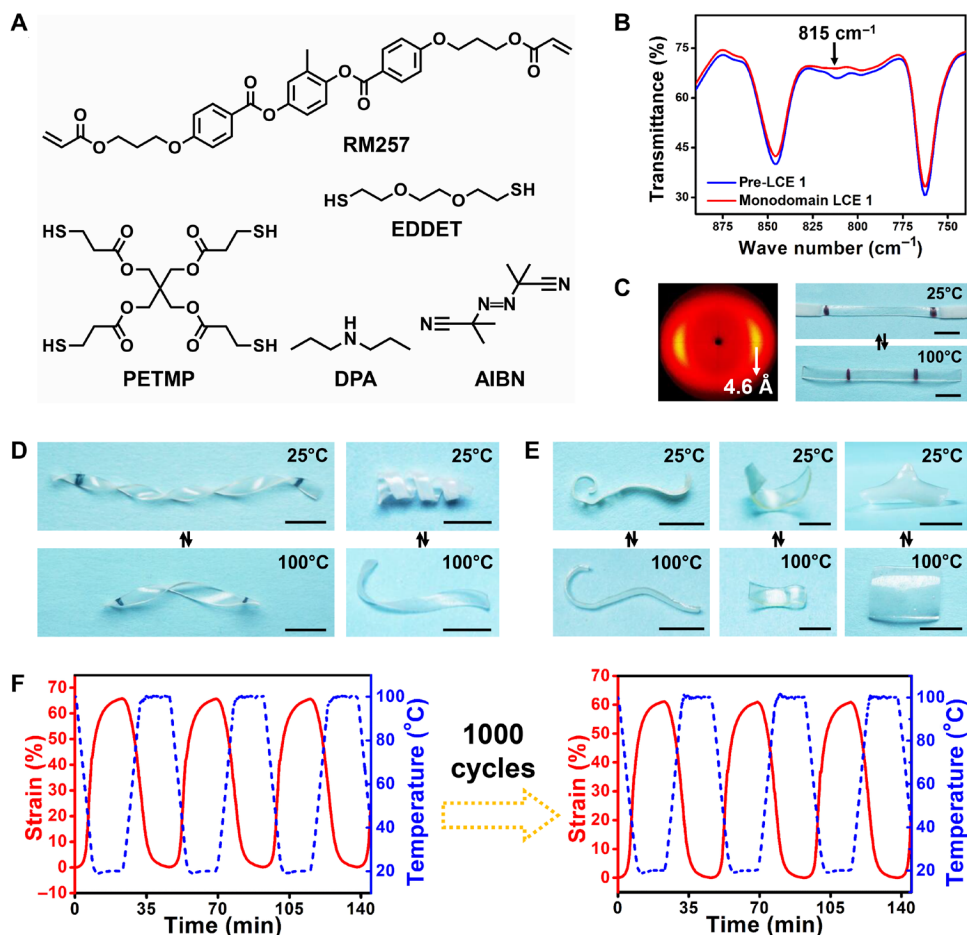 A
O
O
O
O
O
O
O
O
O
O
RM257
HS
O
O
SH
EDDET
HS
SH
O
O
O
O
O
O
O
O
HS
SH
PETMP
H
N
DPA
C≡N
N=N
N≡C
AIBN
B
815 cm⁻¹
Transmittance (%)
75
60
45
30
Pre-LCE 1
Monodomain LCE 1
875
850
825
800
775
750
Wave number (cm⁻¹)
C
4.6 Å
25°C
100°C
D
25°C
25°C
100°C
100°C
E
25°C
25°C
25°C
100°C
100°C
100°C
F
Strain (%)
70
60
50
40
30
20
10
0
−10
100
80
60
40
20
Temperature (°C)
0
35
70
105
140
Time (min)
1000
cycles
Strain (%)
70
60
50
40
30
20
10
0
100
80
60
40
20
Temperature (°C)
0
35
70
105
140
Time (min)